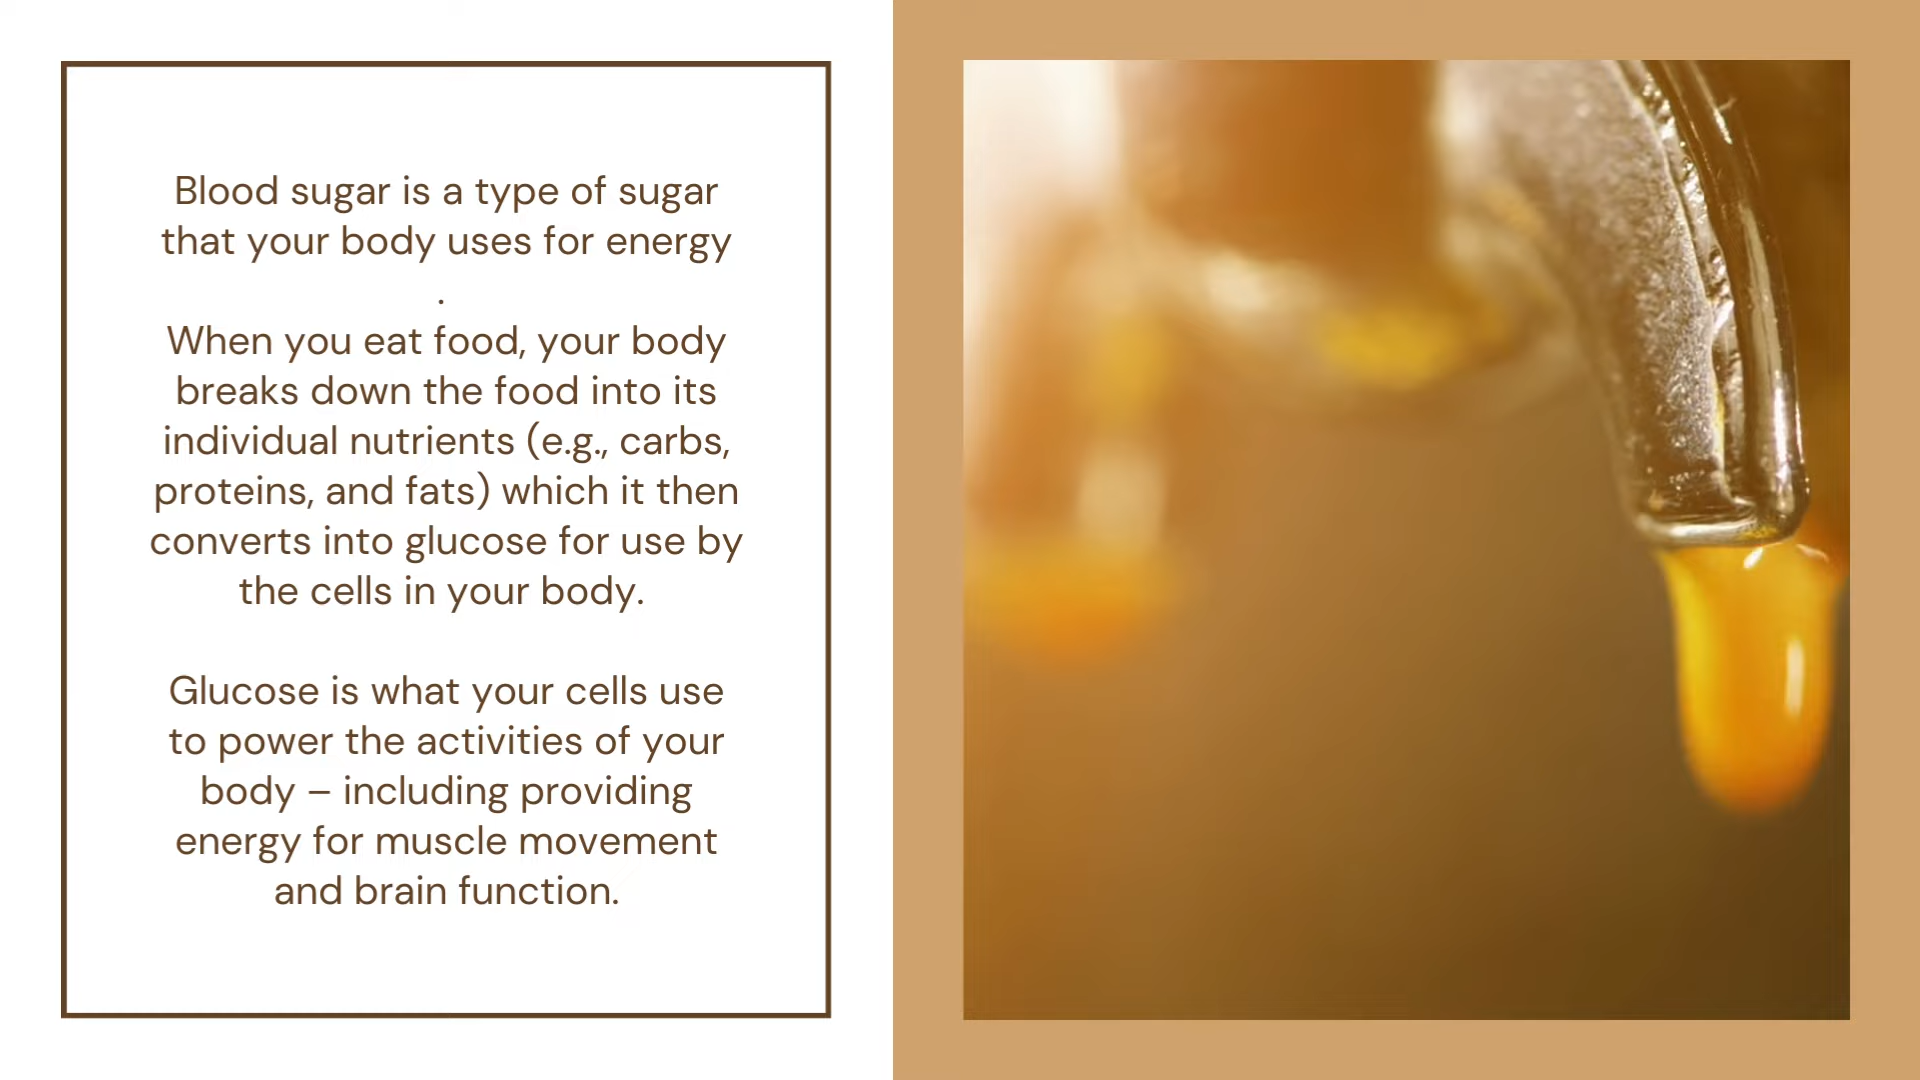 Blood sugar is a type of sugar
that your body uses for energy
.
When you eat food, your body
breaks down the food into its
individual nutrients (e.g., carbs,
proteins, and fats) which it then
converts into glucose for use by
the cells in your body.
Glucose is what your cells use
to power the activities of your
body – including providing
energy for muscle movement
and brain function.